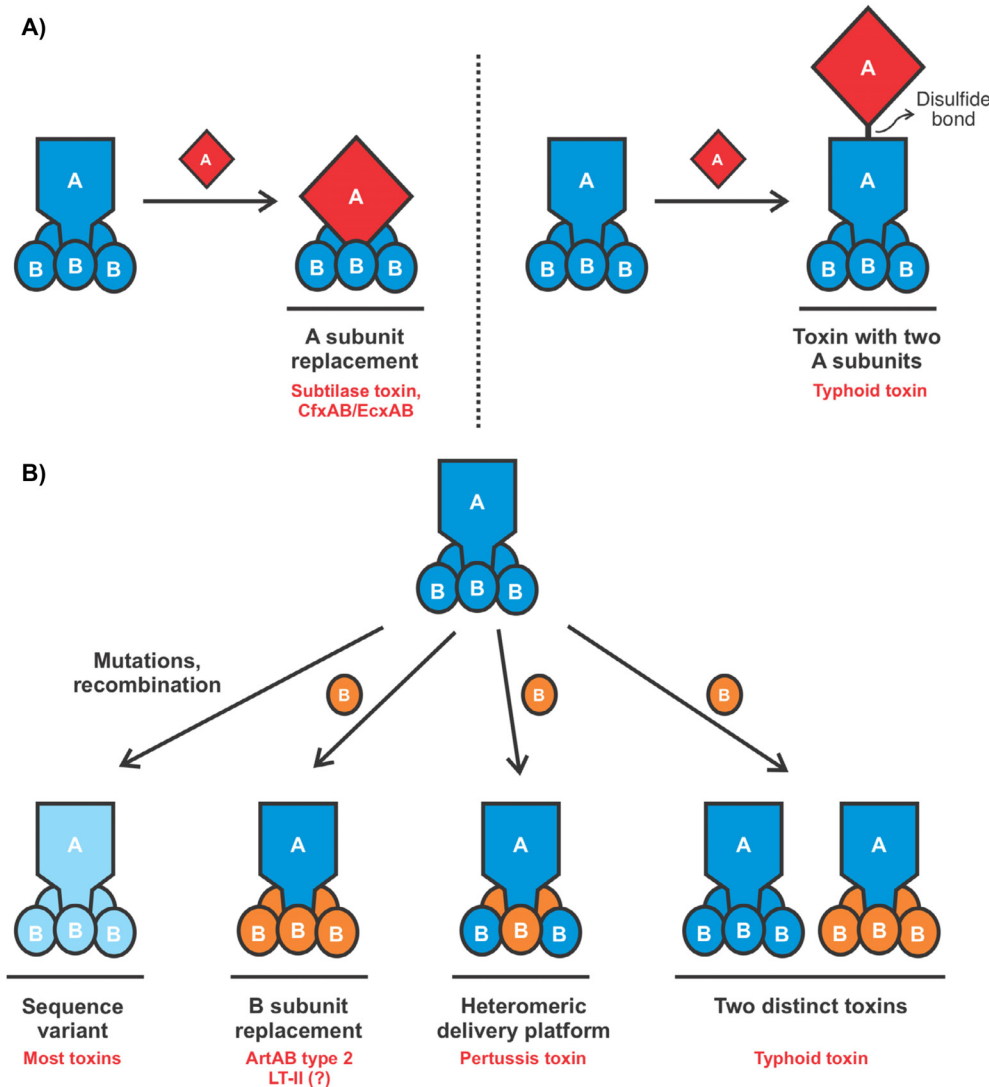 A)
A
A
A
B B B
B B B
A subunit
replacement
Subtilase toxin,
CfxAB/EcxAB
A
Disulfide
bond
A
A
A
B B B
B B B
Toxin with two
A subunits
Typhoid toxin
B)
A
B B B
Mutations,
recombination
B
B
B
A
B B B
Sequence
variant
Most toxins
A
B B B
B subunit
replacement
ArtAB type 2
LT-II (?)
A
B B B
Heteromeric
delivery platform
Pertussis toxin
A
A
B B B
B B B
Two distinct toxins
Typhoid toxin